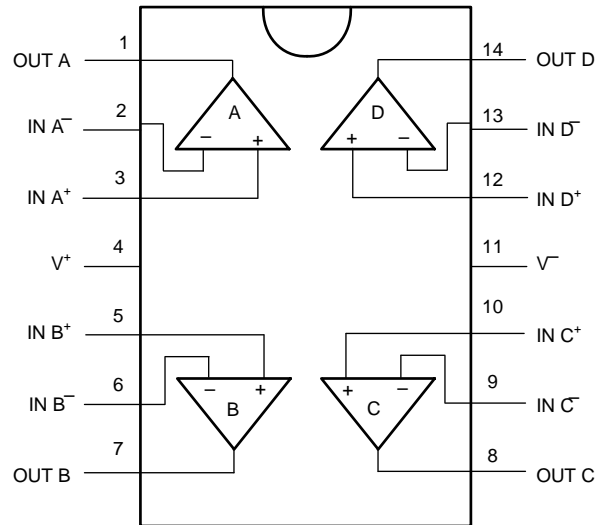 1
OUT A
14
OUT D
2
IN A–
A
– +
D
+ –
13
IN D–
3
IN A+
12
IN D+
4
V+
11
V–
5
IN B+
10
IN C+
6
IN B–
– +
B
+ –
C
9
IN C–
7
OUT B
8
OUT C